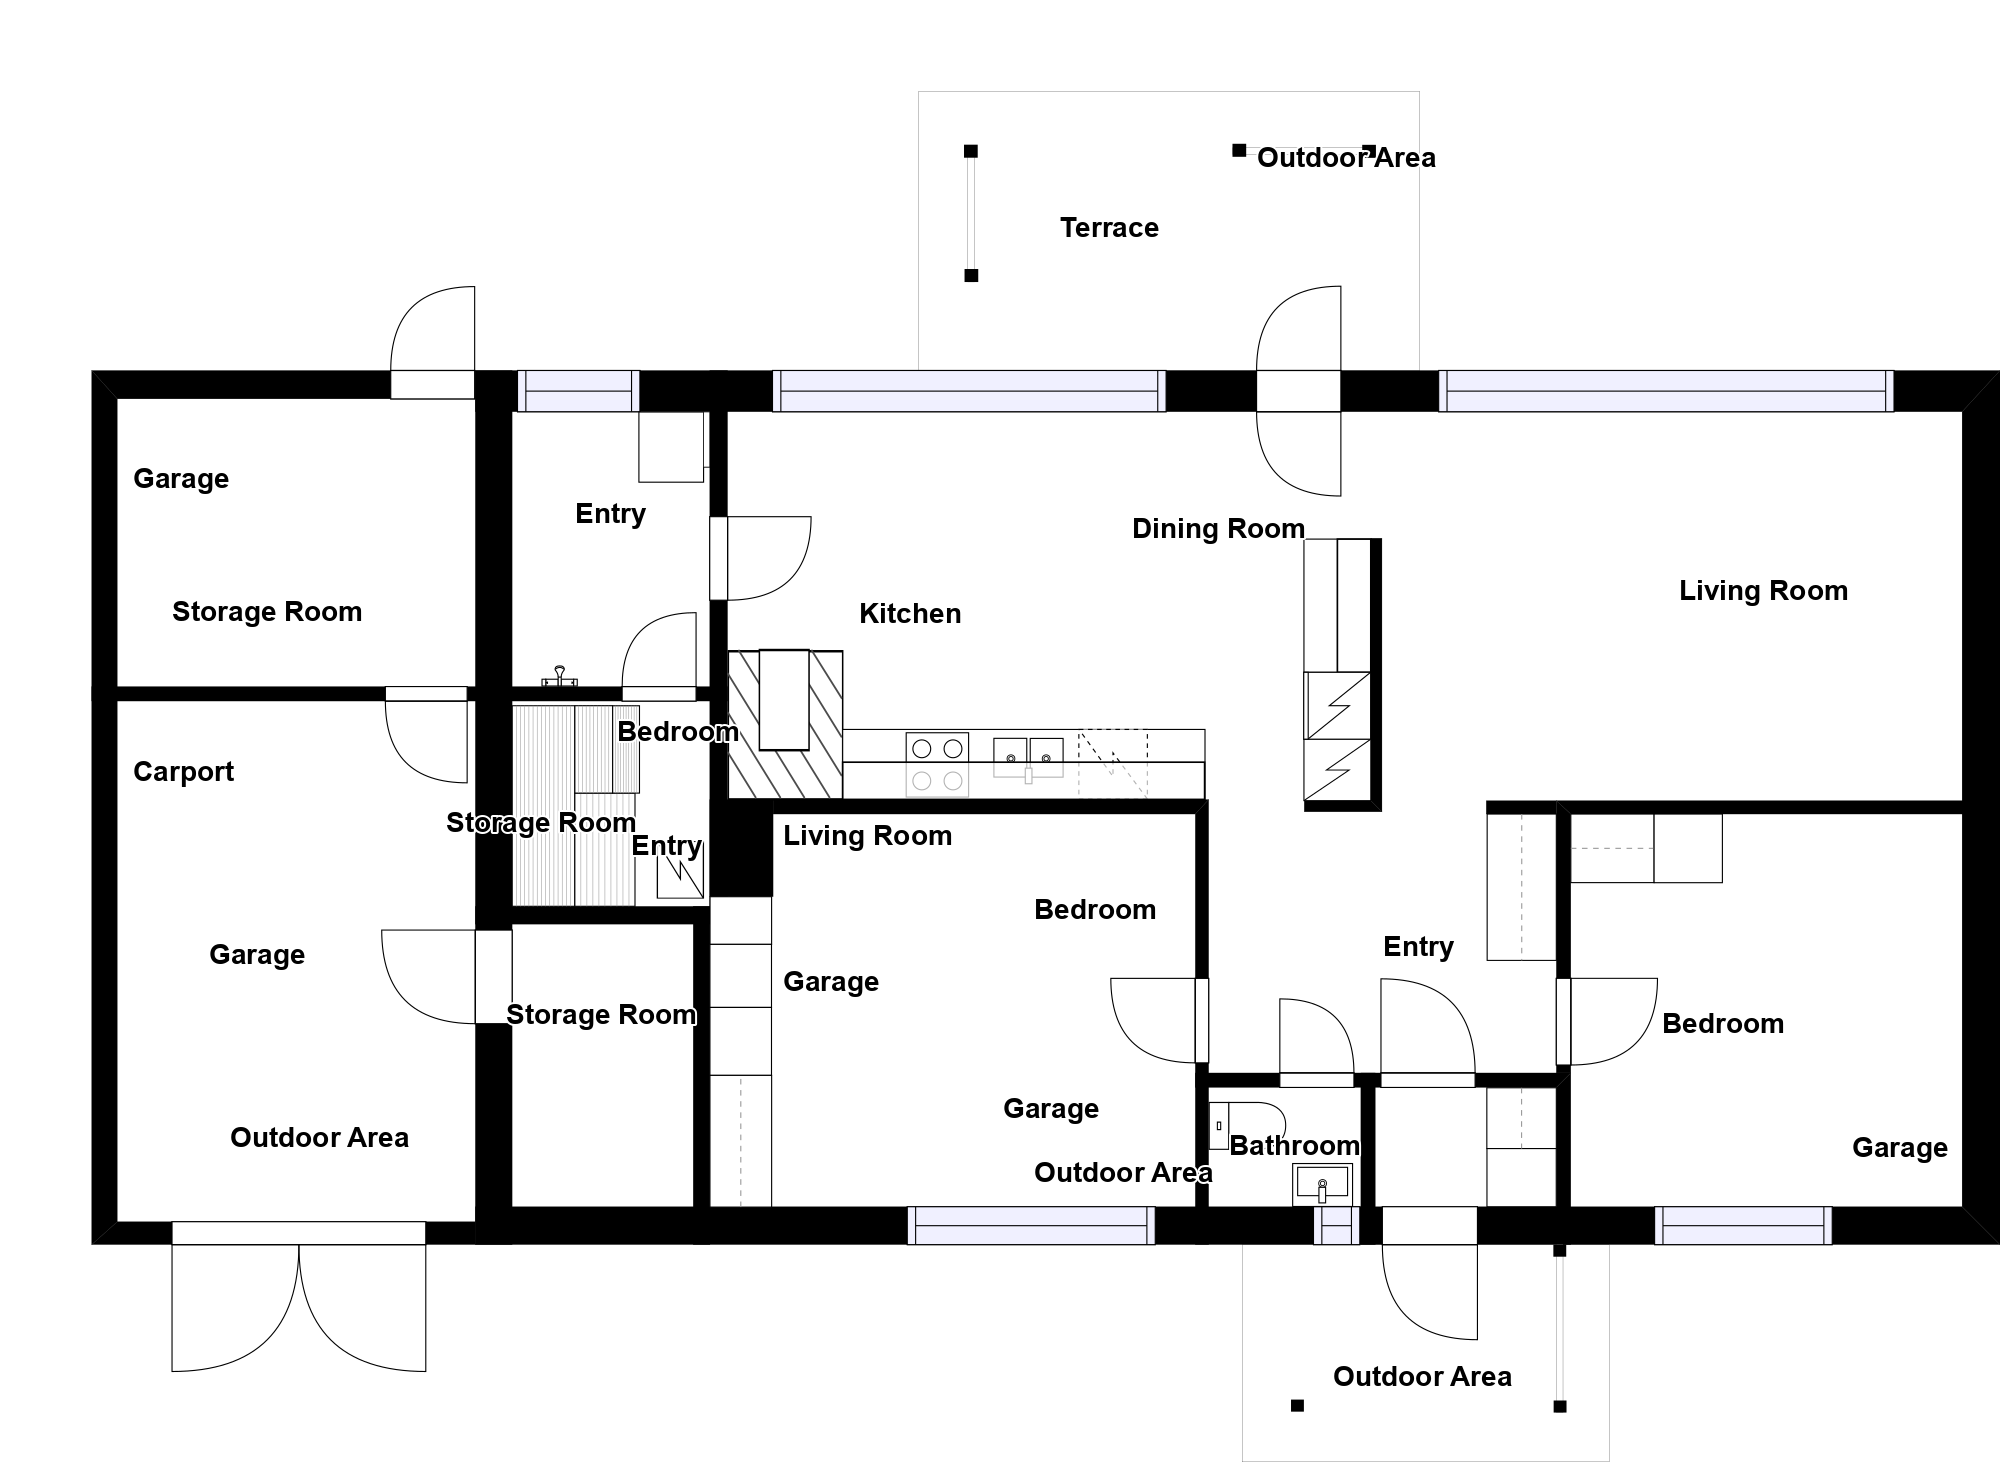 Outdoor Area
Terrace
Garage
Entry
Dining Room
Living Room
Storage Room
Kitchen
Bedroom
Carport
Storage Room
Entry
Living Room
Bedroom
Entry
Garage
Garage
Storage Room
Bedroom
Garage
Outdoor Area
Bathroom
Garage
Outdoor Area
Outdoor Area